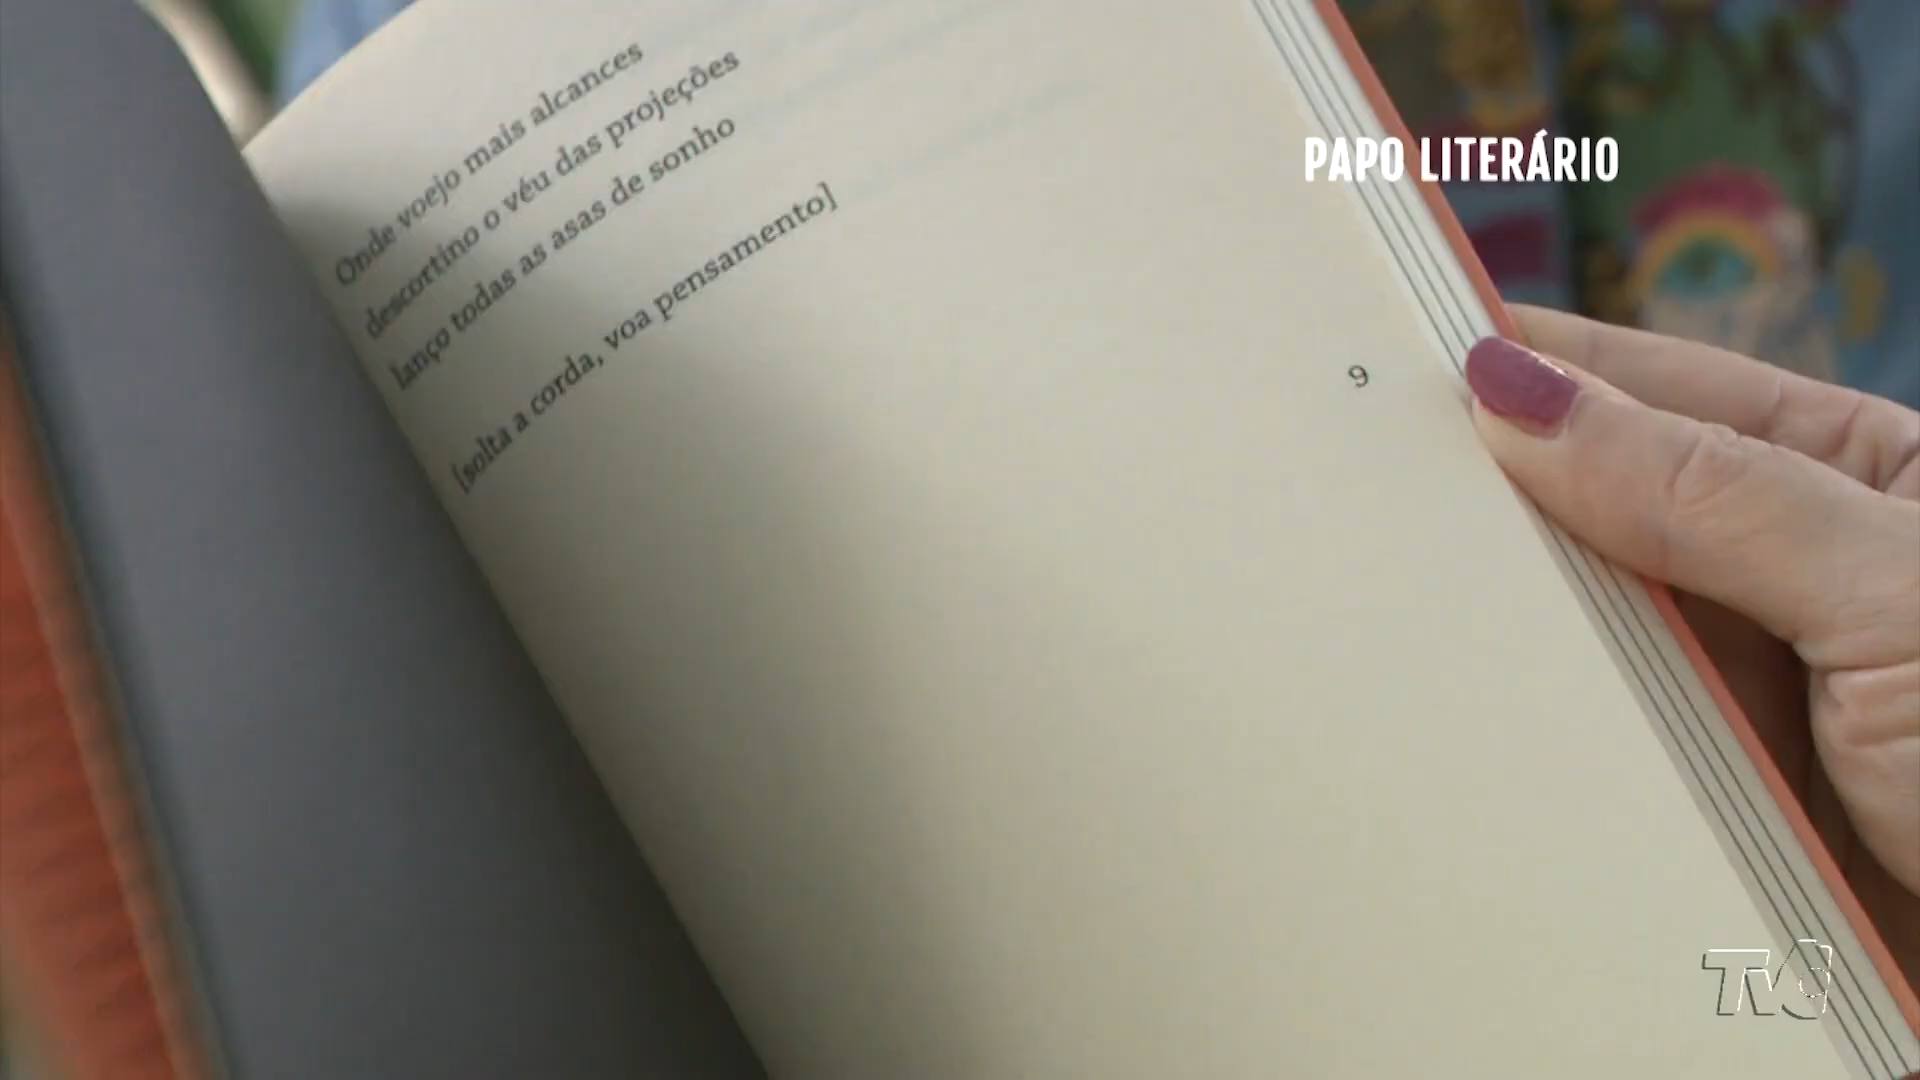 Onde voejo mais alcances
descortino o véu das projeções
lanço todas as asas de sonho
[solta a corda, voa pensamento]
9
PAPO LITERÁRIO
TVC